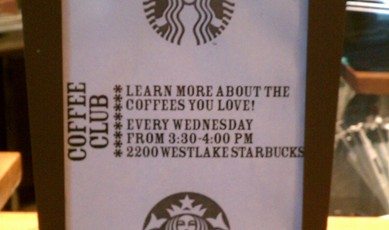 COFFEE
CLUB
LEARN MORE ABOUT THE
COFFEES YOU LOVE!
EVERY WEDNESDAY
FROM 3:30-4:00 PM
2200 WESTLAKE STARBUCKS